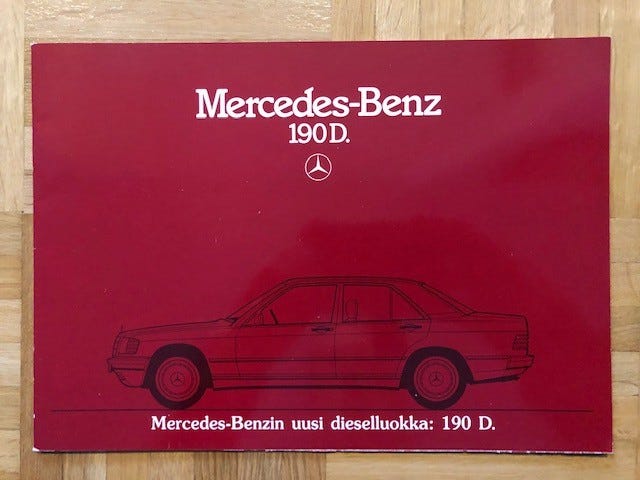 Mercedes-Benz
190 D.
Mercedes-Benzin uusi dieselluokka: 190 D.